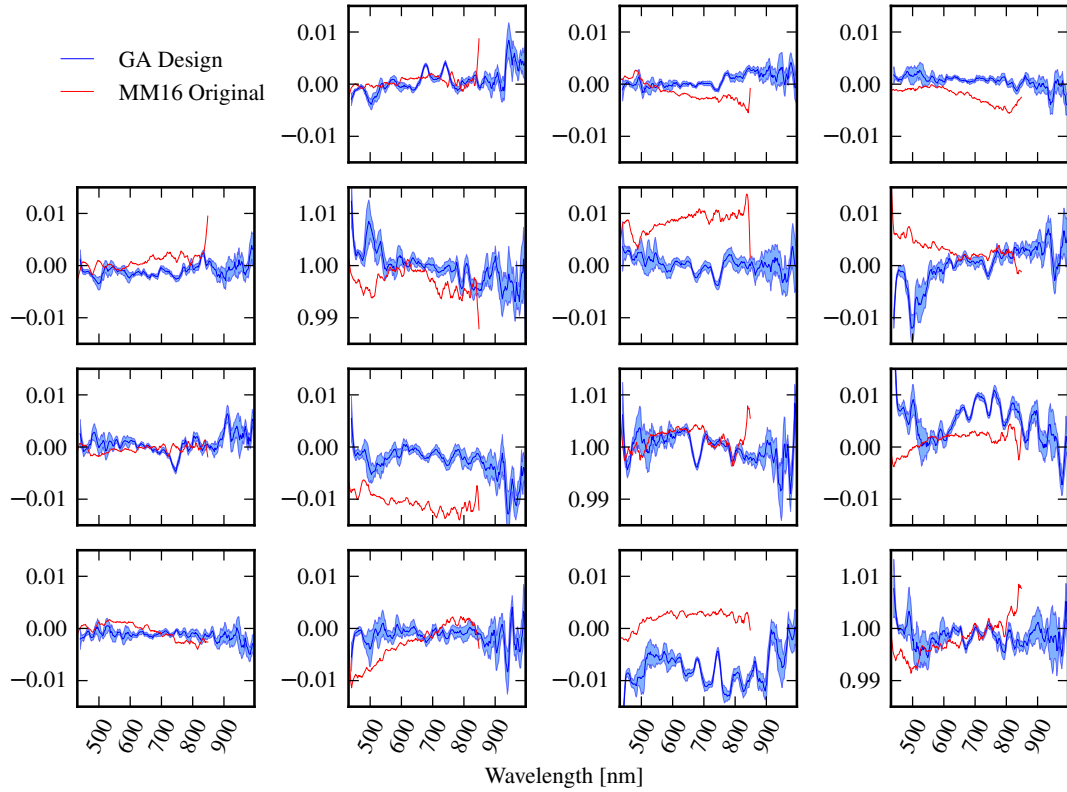 GA Design
MM16 Original
0.01 0.01 0.01
0.00 0.00 0.00
−0.01 −0.01 −0.01
0.01 1.01 0.01 0.01
0.00 1.00 0.00 0.00
−0.01 0.99 −0.01 −0.01
0.01 0.01 1.01 0.01
0.00 0.00 1.00 0.00
−0.01 −0.01 0.99 −0.01
0.01 0.01 0.01 1.01
0.00 0.00 0.00 1.00
−0.01 −0.01 −0.01 0.99
500 600 700 800 900 500 600 700 800 900 500 600 700 800 900 500 600 700 800 900
Wavelength [nm]